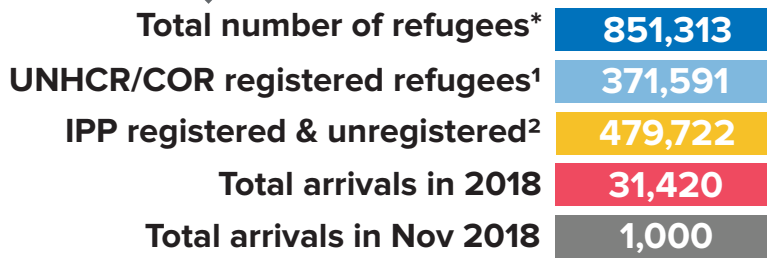 Total number of refugees* 851,313
UNHCR/COR registered refugees¹ 371,591
IPP registered & unregistered² 479,722
Total arrivals in 2018 31,420
Total arrivals in Nov 2018 1,000